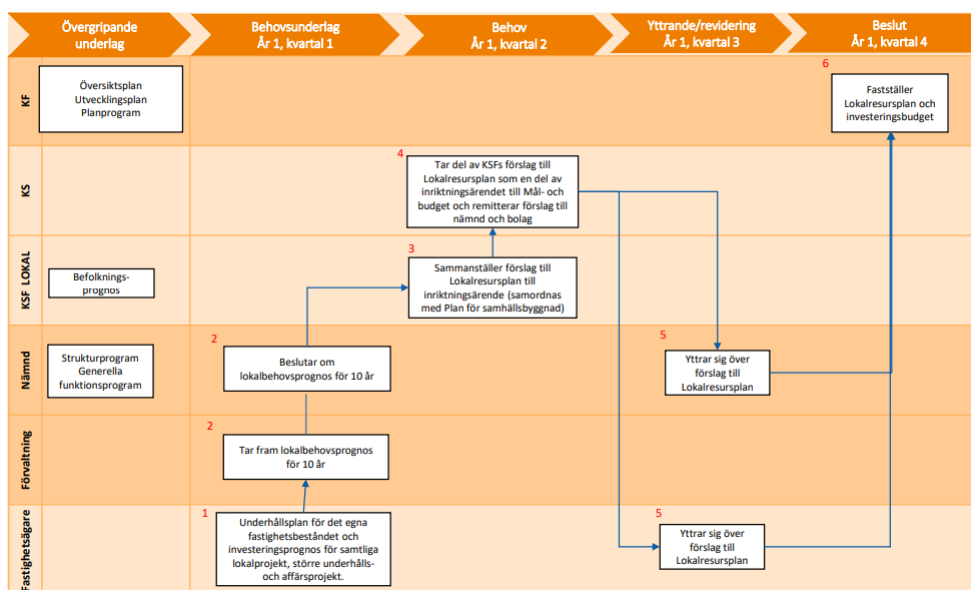 Övergripande
underlag
Behovsunderlag
År 1, kvartal 1
Behov
År 1, kvartal 2
Yttrande/revidering
År 1, kvartal 3
Beslut
År 1, kvartal 4
KF
Översiktsplan
Utvecklingsplan
Planprogram
6
Fastställer
Lokalresursplan och
investeringsbudget
KS
4
Tar del av KSFs förslag till
Lokalresursplan som en del av
inriktningsärendet till Mål- och
budget och remitterar förslag till
nämnd och bolag
KSF LOKAL
Befolknings-
prognos
3
Sammanställer förslag till
Lokalresursplan till
inriktningsärende (samordnas
med Plan för samhällsbyggnad)
Nämnd
Strukturprogram
Generella
funktionsprogram
2
Beslutar om
lokalbehovsprognos för 10 år
5
Yttrar sig över
förslag till
Lokalresursplan
Förvaltning
2
Tar fram lokalbehovsprognos
för 10 år
Fastighetsägare
1
Underhållsplan för det egna
fastighetsbeståndet och
investeringsprognos för samtliga
lokalprojekt, större underhålls-
och affärsprojekt.
5
Yttrar sig över
förslag till
Lokalresursplan